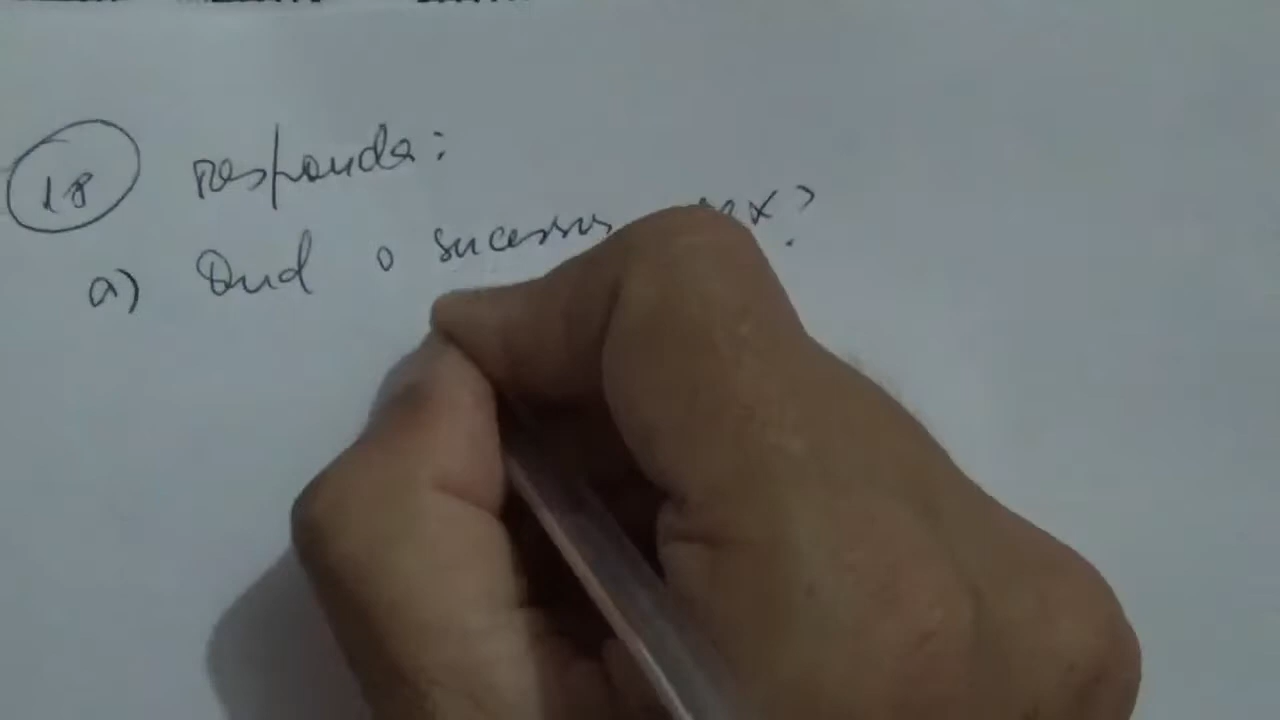 18 responda:
a) Qual o sucessor x?